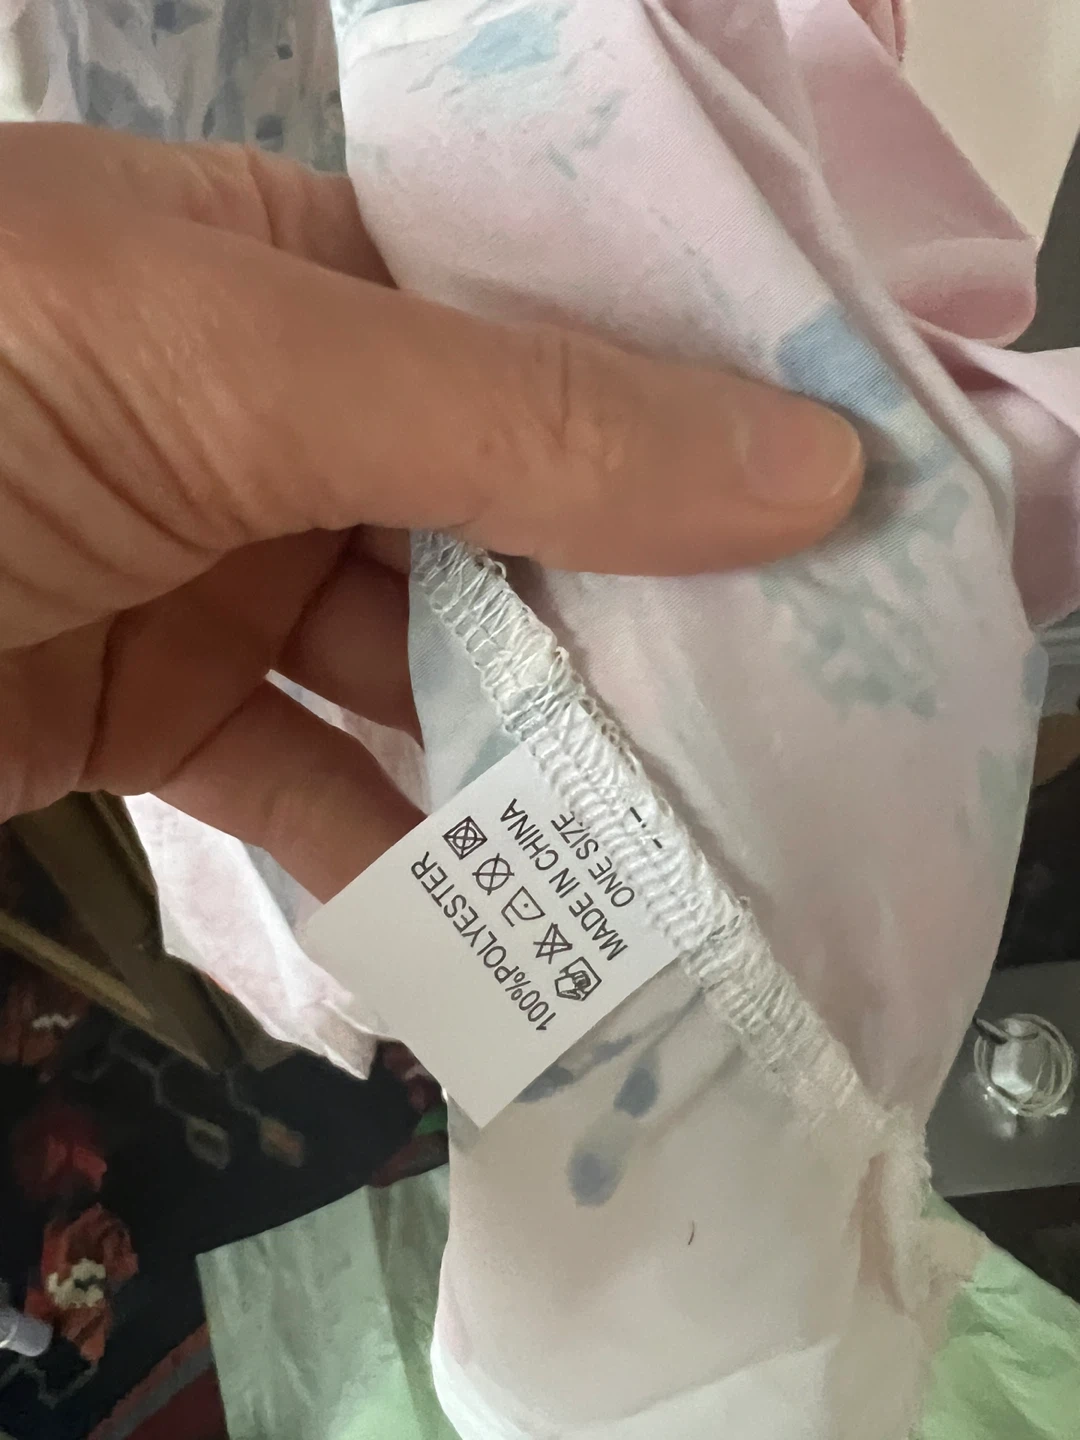 100%POLYESTER
MADE IN CHINA
ONE SIZE